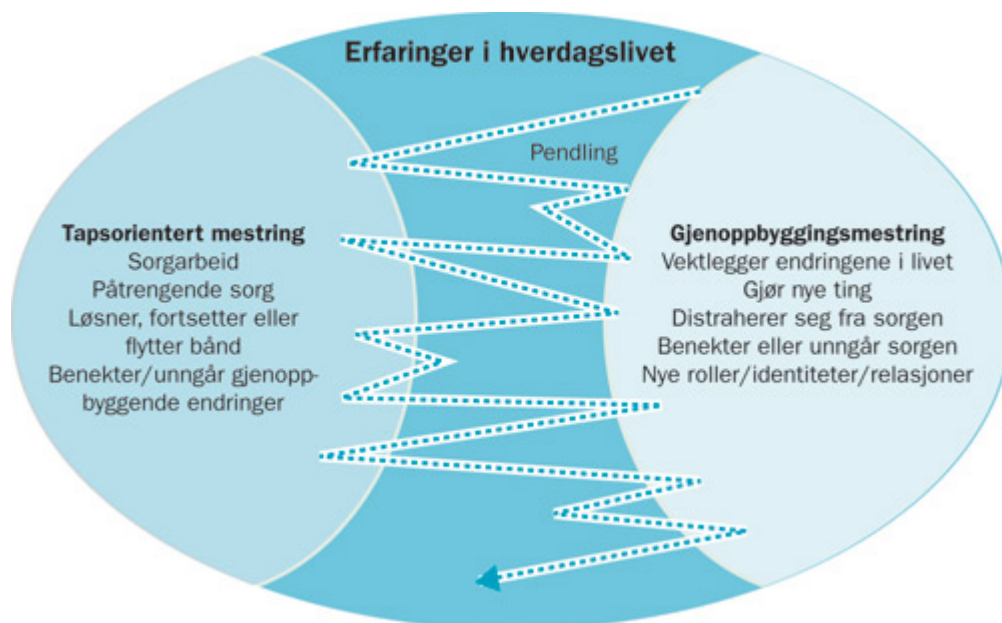 Erfaringer i hverdagslivet
Pendling
Tapsorientert mestring
Sorgarbeid
Påtrengende sorg
Løsner, fortsetter eller
flytter bånd
Benekter/unngår gjenopp-
byggende endringer
Gjenoppbyggingsmestring
Vektlegger endringene i livet
Gjør nye ting
Distraherer seg fra sorgen
Benekter eller unngår sorgen
Nye roller/identiteter/relasjoner